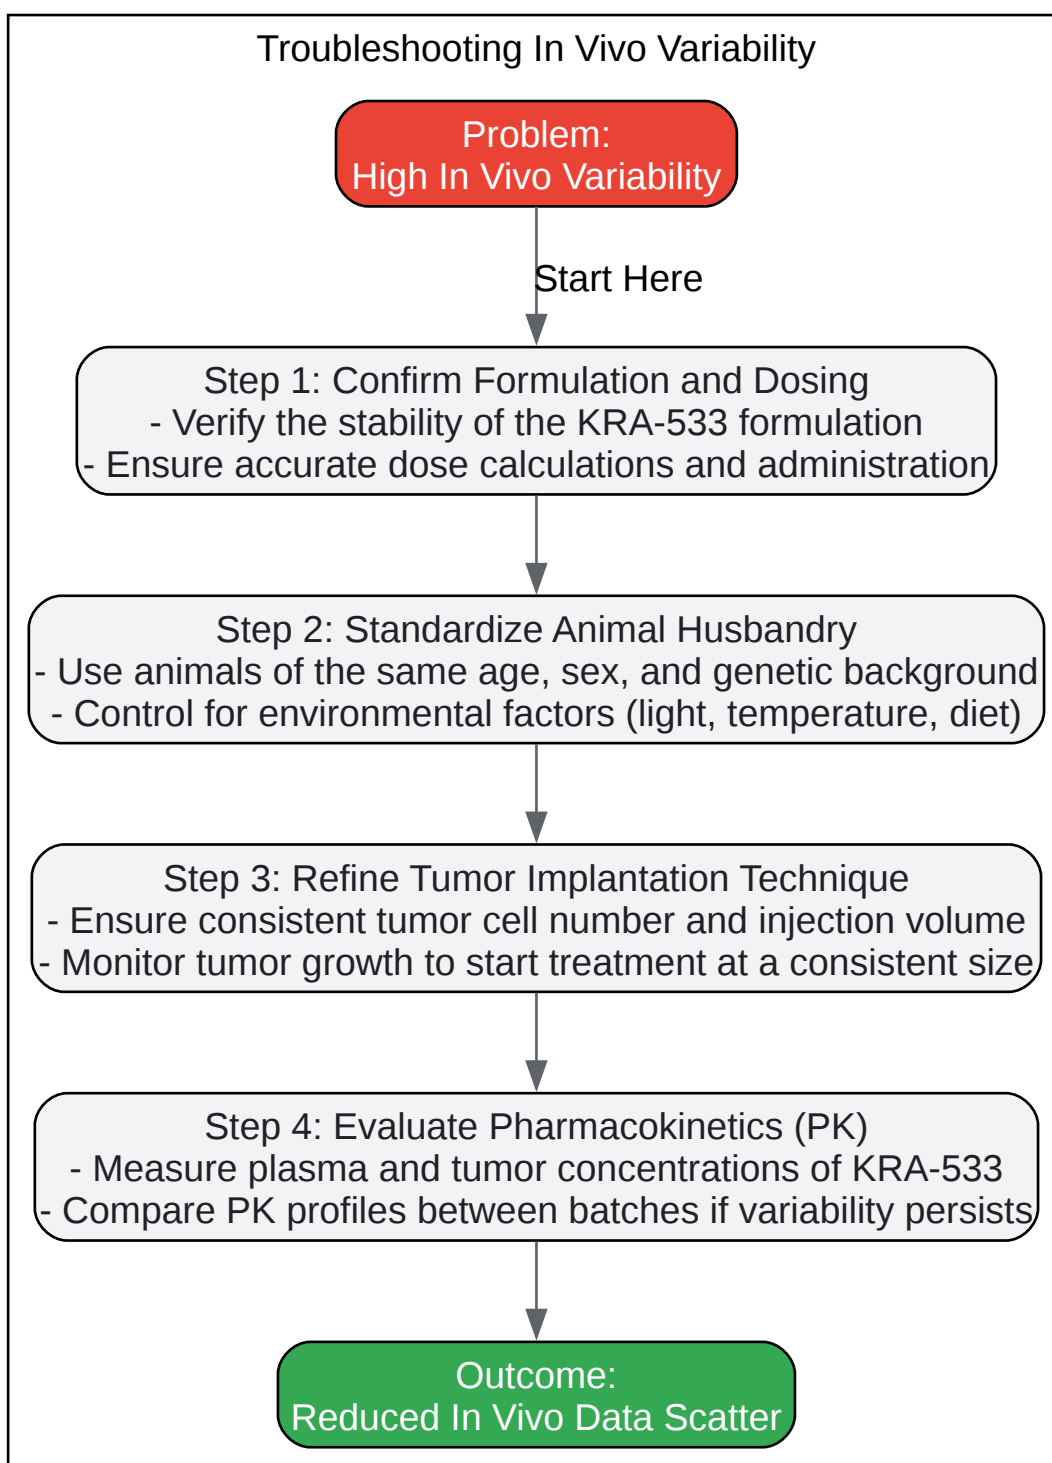 Troubleshooting In Vivo Variability
Problem:
High In Vivo Variability
Start Here
Step 1: Confirm Formulation and Dosing
- Verify the stability of the KRA-533 formulation
- Ensure accurate dose calculations and administration
Step 2: Standardize Animal Husbandry
- Use animals of the same age, sex, and genetic background
- Control for environmental factors (light, temperature, diet)
Step 3: Refine Tumor Implantation Technique
- Ensure consistent tumor cell number and injection volume
- Monitor tumor growth to start treatment at a consistent size
Step 4: Evaluate Pharmacokinetics (PK)
- Measure plasma and tumor concentrations of KRA-533
- Compare PK profiles between batches if variability persists
Outcome:
Reduced In Vivo Data Scatter